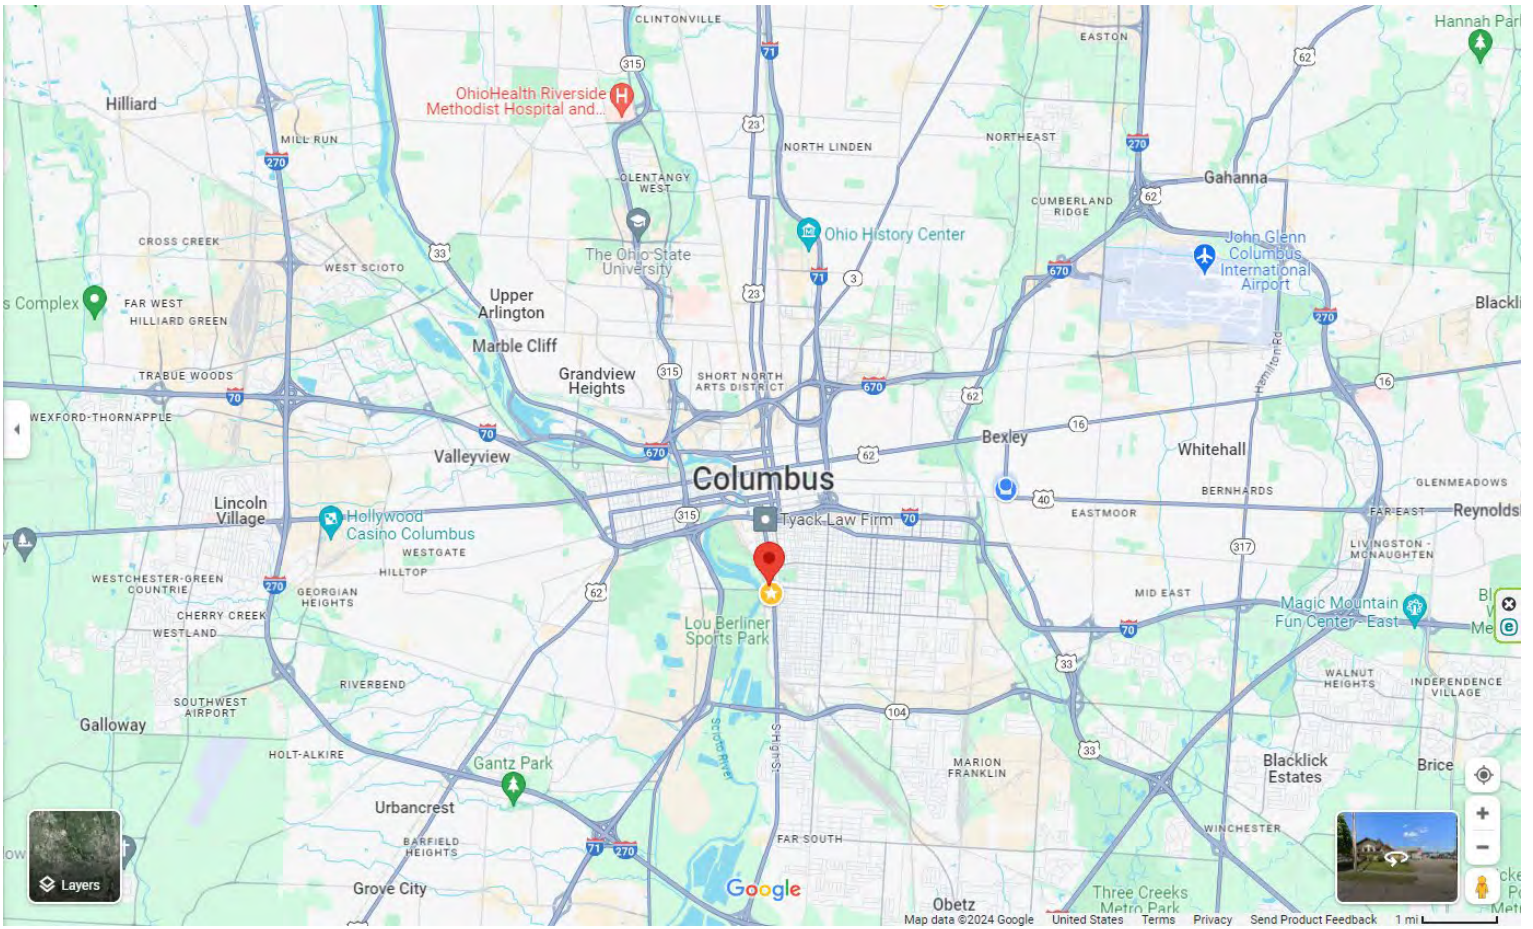 CLINTONVILLE
EASTON
Hannah Park
71
62
315
OhioHealth Riverside
Methodist Hospital and...
H
Hilliard
23
MILL RUN
270
NORTH LINDEN
NORTHEAST
270
OLENTANGY
WEST
Gahanna
62
CUMBERLAND
RIDGE
CROSS CREEK
33
The Ohio State
University
Ohio History Center
John Glenn
Columbus
International
Airport
WEST SCIOTO
670
71
3
s Complex
FAR WEST
HILLIARD GREEN
Upper
Arlington
23
270
Blackli
Marble Cliff
Hamilton Rd
TRABUE WOODS
Grandview
Heights
315
SHORT NORTH
ARTS DISTRICT
670
16
70
62
WEXFORD-THORNAPPLE
70
16
Bexley
Valleyview
670
62
Whitehall
Columbus
GLENMEADOWS
BERNHARDS
40
Lincoln
Village
Hollywood
Casino Columbus
315
Tyack Law Firm
70
EASTMOOR
FAR EAST
Reynolds
WESTGATE
317
LIVINGSTON -
MCNAUGHTEN
HILLTOP
WESTCHESTER-GREEN
COUNTRIE
270
GEORGIAN
HEIGHTS
62
MID EAST
Magic Mountain
Fun Center - East
Bl
W
Me
e
CHERRY CREEK
WESTLAND
Lou Berliner
Sports Park
70
33
RIVERBEND
WALNUT
HEIGHTS
INDEPENDENCE
VILLAGE
SOUTHWEST
AIRPORT
104
Galloway
Scioto River
S High St
33
HOLT-ALKIRE
Gantz Park
MARION
FRANKLIN
Blacklick
Estates
Brice
Urbancrest
BARFIELD
HEIGHTS
71
270
FAR SOUTH
WINCHESTER
low
Layers
Grove City
Google
Obetz
Three Creeks
Metro Park
cke
Po
Metr
Map data ©2024 Google
United States
Terms
Privacy
Send Product Feedback
1 mi